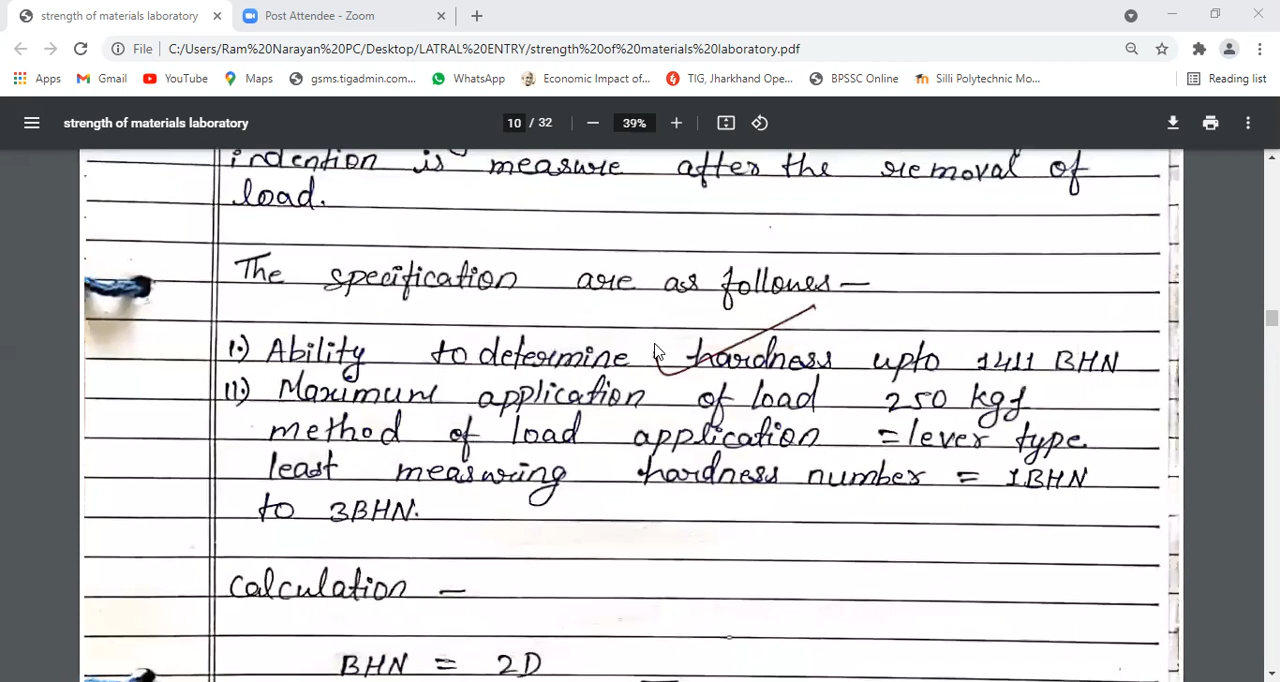 strength of materials laboratory
Post Attendee - Zoom
File C:/Users/Ram%20Narayan%20PC/Desktop/LATRAL%20ENTRY/strength%20of%20materials%20laboratory.pdf
Apps Gmail YouTube Maps gsms.tigadmin.com... WhatsApp Economic Impact of... TIG, Jharkhand Ope... BPSSC Online Silli Polytechnic Mo... Reading list
strength of materials laboratory 10 / 32 39%
indention is measure after the removal of
load.
The specification are as follows—
I.) Ability to determine hardness upto 1411 BHN
II.) Maximum application of load 250 kgf
method of load application = lever type.
least measuring hardness number = 1BHN
to 3BHN.
Calculation —
BHN = 2D